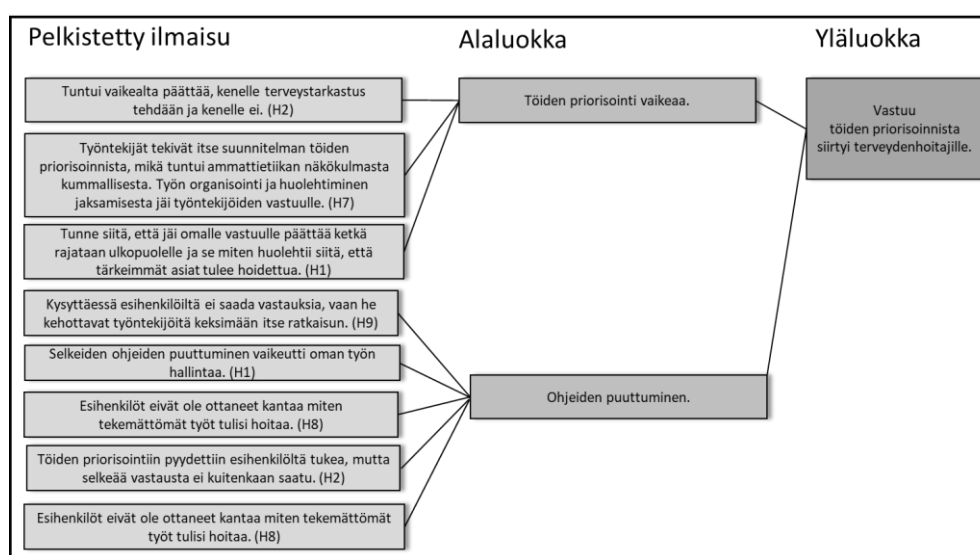 Pelkistetty ilmaisu
Alaluokka
Yläluokka
Tuntui vaikealta päättää, kenelle terveystarkastus
tehdään ja kenelle ei. (H2)
Työntekijät tekivät itse suunnitelman töiden
priorisoinnista, mikä tuntui ammattietiikan näkökulmasta
kummallisesta. Työn organisointi ja huolehtiminen
jaksamisesta jäi työntekijöiden vastuulle. (H7)
Tunne siitä, että jäi omalle vastuulle päättää ketkä
rajataan ulkopuolelle ja se miten huolehtii siitä, että
tärkeimmät asiat tulee hoidettua. (H1)
Kysyttäessä esihenkilöiltä ei saada vastauksia, vaan he
kehottavat työntekijöitä keksimään itse ratkaisun. (H9)
Selkeiden ohjeiden puuttuminen vaikeutti oman työn
hallintaa. (H1)
Esihenkilöt eivät ole ottaneet kantaa miten
tekemättömät työt tulisi hoitaa. (H8)
Töiden priorisointiin pyydettiin esihenkilöltä tukea, mutta
selkeää vastausta ei kuitenkaan saatu. (H2)
Esihenkilöt eivät ole ottaneet kantaa miten tekemättömät
työt tulisi hoitaa. (H8)
Töiden priorisointi vaikeaa.
Ohjeiden puuttuminen.
Vastuu
töiden priorisoinnista
siirtyi terveydenhoitajille.